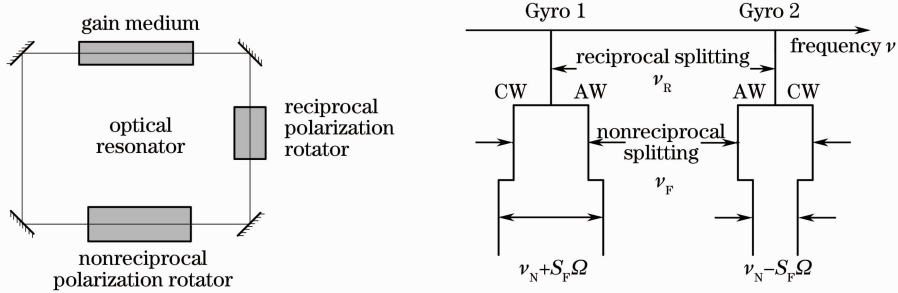 gain medium
optical
resonator
reciprocal
polarization
rotator
nonreciprocal
polarization rotator
Gyro 1
Gyro 2
frequency ν
reciprocal splitting
ν_R
CW
AW
AW
CW
nonreciprocal
splitting
ν_F
ν_N+S_FΩ
ν_N−S_FΩ